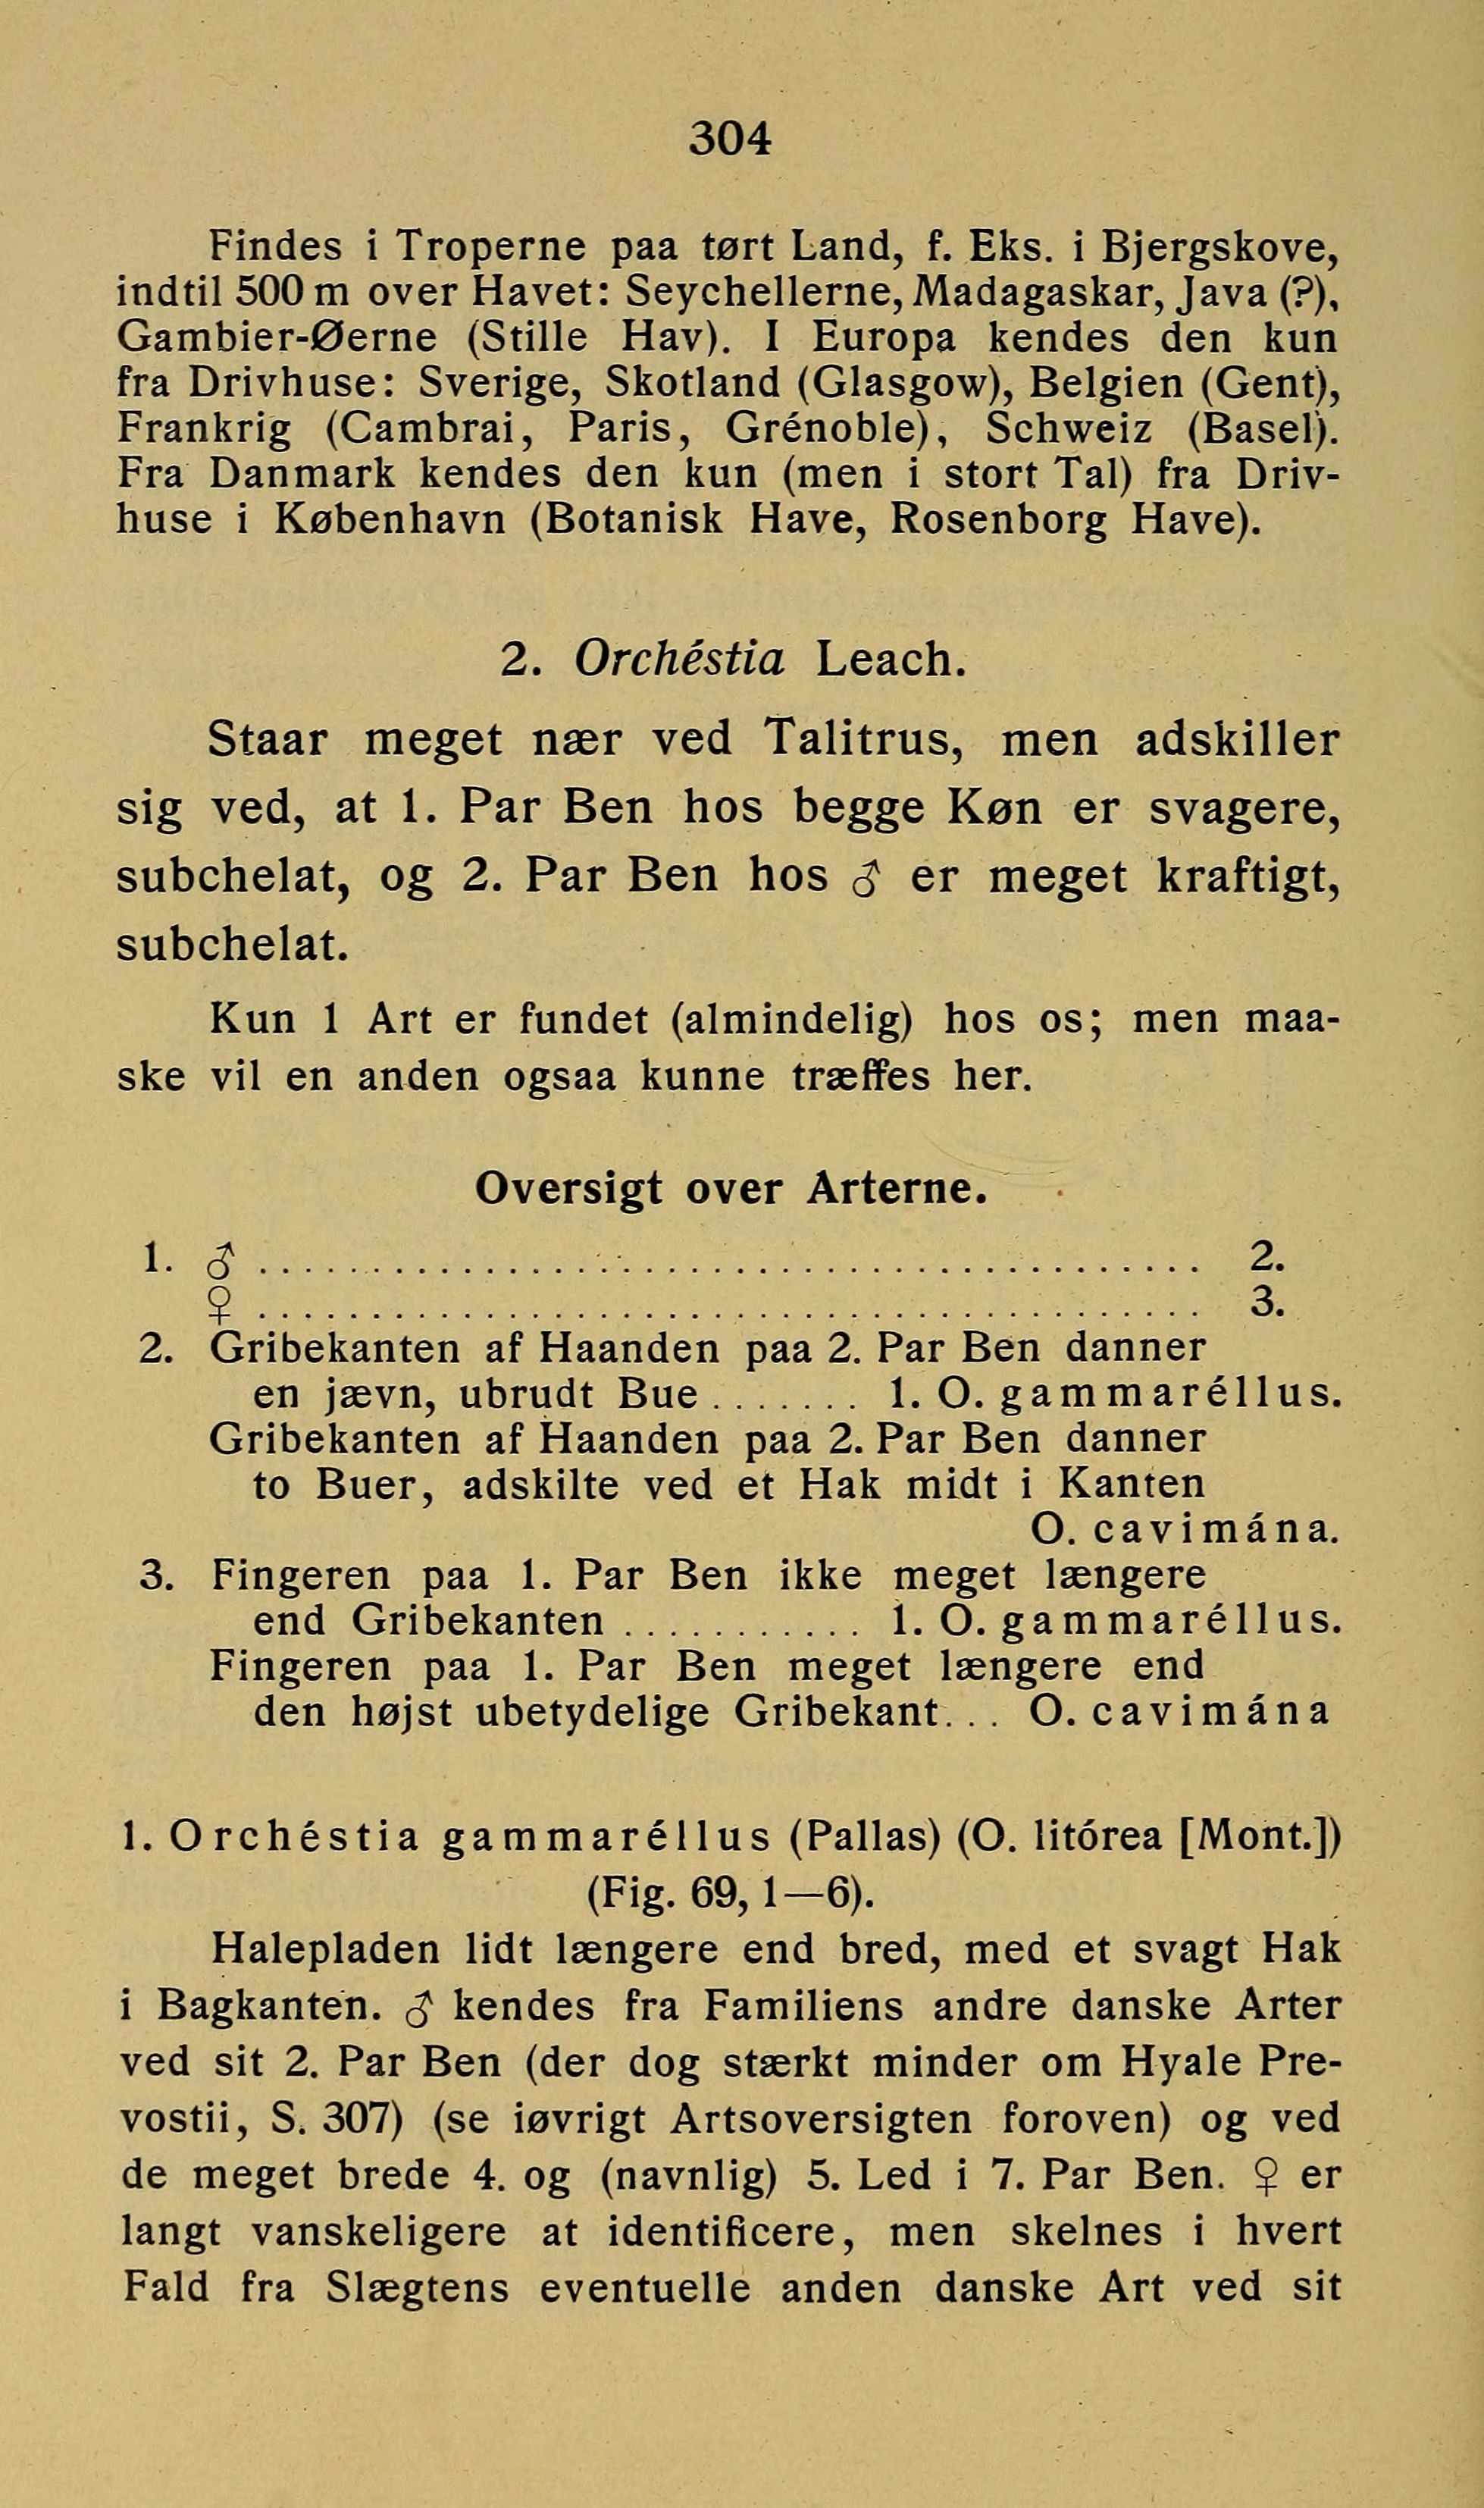 304
Findes i Troperne paa tørt Land, f. Eks. i Bjergskove,
indtil 500 m over Havet: Seychellerne, Madagaskar, Java (?),
Gambier-Øerne (Stille Hav). I Europa kendes den kun
fra Drivhuse: Sverige, Skotland (Glasgow), Belgien (Gent),
Frankrig (Cambrai, Paris, Grénoble), Schweiz (Basel).
Fra Danmark kendes den kun (men i stort Tal) fra Driv-
huse i København (Botanisk Have, Rosenborg Have).
2. Orchéstia Leach.
Staar meget nær ved Talitrus, men adskiller
sig ved, at 1. Par Ben hos begge Køn er svagere,
subchelat, og 2. Par Ben hos ♂ er meget kraftigt,
subchelat.
Kun 1 Art er fundet (almindelig) hos os; men maa-
ske vil en anden ogsaa kunne træffes her.
Oversigt over Arterne.
1. ♂ .......................................... 2.
♀ .......................................... 3.
2. Gribekanten af Haanden paa 2. Par Ben danner
en jævn, ubrudt Bue ....... 1. O. gammaréllus.
Gribekanten af Haanden paa 2. Par Ben danner
to Buer, adskilte ved et Hak midt i Kanten
O. cavimána.
3. Fingeren paa 1. Par Ben ikke meget længere
end Gribekanten ........... 1. O. gammaréllus.
Fingeren paa 1. Par Ben meget længere end
den højst ubetydelige Gribekant... O. cavimána
1. Orchéstia gammaréllus (Pallas) (O. litórea [Mont.])
(Fig. 69, 1—6).
Halepladen lidt længere end bred, med et svagt Hak
i Bagkanten. ♂ kendes fra Familiens andre danske Arter
ved sit 2. Par Ben (der dog stærkt minder om Hyale Pre-
vostii, S. 307) (se iøvrigt Artsoversigten foroven) og ved
de meget brede 4. og (navnlig) 5. Led i 7. Par Ben. ♀ er
langt vanskeligere at identificere, men skelnes i hvert
Fald fra Slægtens eventuelle anden danske Art ved sit